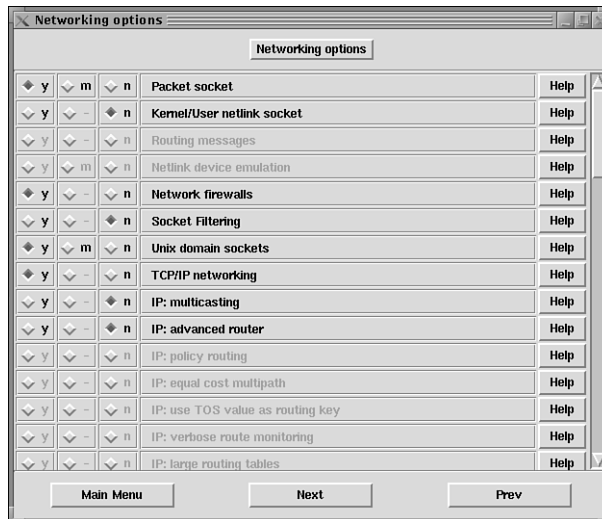 Networking options
Networking options
y m n Packet socket Help
y - n Kernel/User netlink socket Help
y - n Routing messages Help
y m n Netlink device emulation Help
y - n Network firewalls Help
y - n Socket Filtering Help
y m n Unix domain sockets Help
y - n TCP/IP networking Help
y - n IP: multicasting Help
y - n IP: advanced router Help
y - n IP: policy routing Help
y - n IP: equal cost multipath Help
y - n IP: use TOS value as routing key Help
y - n IP: verbose route monitoring Help
y - n IP: large routing tables Help
Main Menu Next Prev